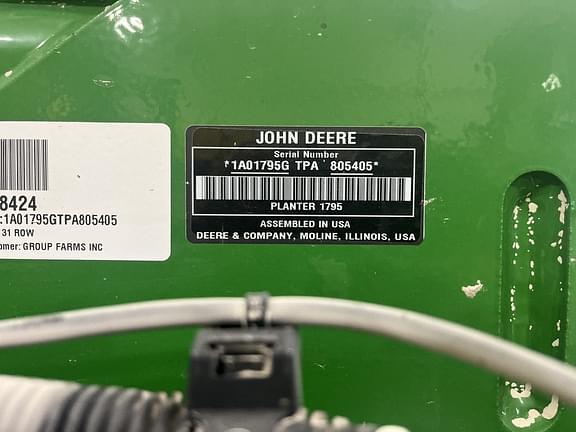 JOHN DEERE
Serial Number
*1A01795G TPA 805405*
PLANTER 1795
ASSEMBLED IN USA
DEERE & COMPANY, MOLINE, ILLINOIS, USA
8424
:1A01795GTPA805405
31 ROW
omer: GROUP FARMS INC